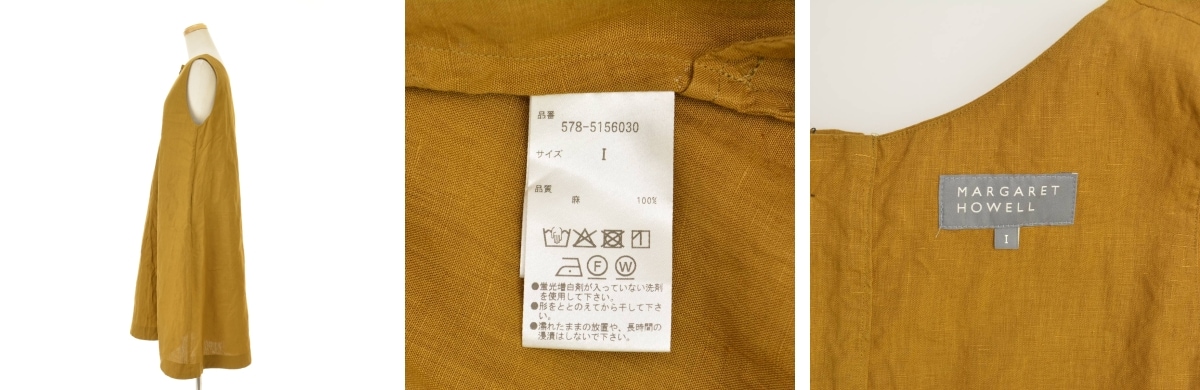 品番
578-5156030
サイズ I
品質
麻 100%
F W
●蛍光増白剤が入っていない洗剤
を使用して下さい。
●形をととのえてから干して下さ
い。
●濡れたままの放置や、長時間の
浸漬はしないで下さい。
MARGARET
HOWELL
I